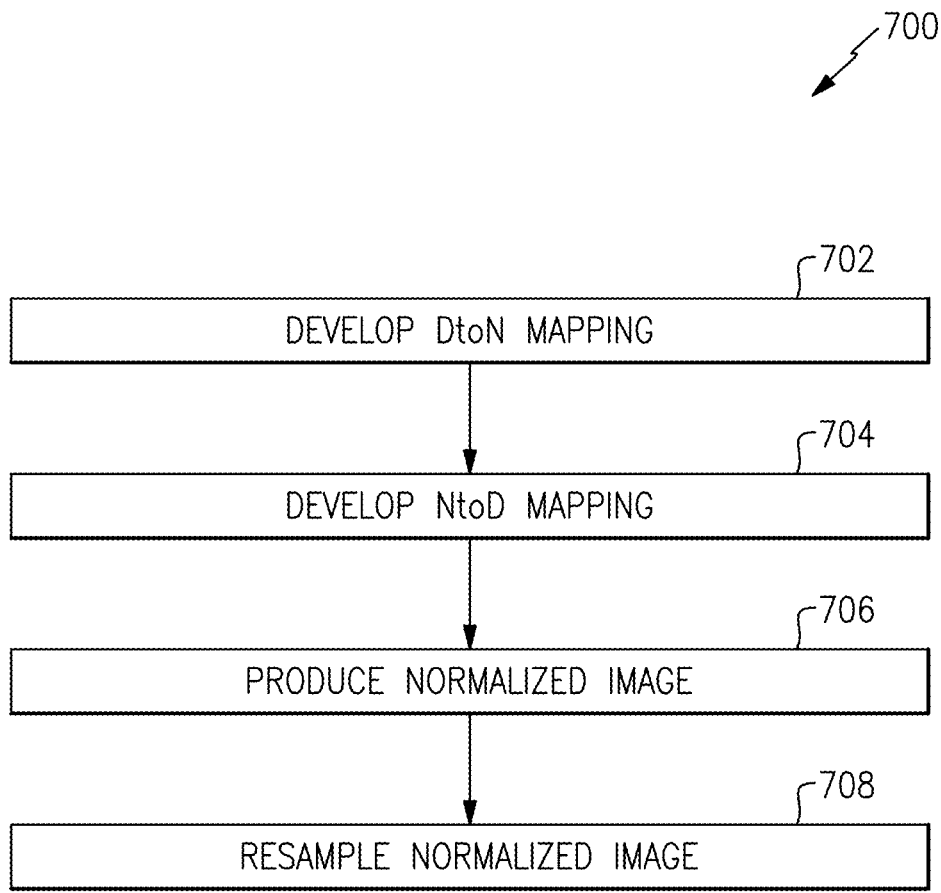 700
702
DEVELOP DtoN MAPPING
704
DEVELOP NtoD MAPPING
706
PRODUCE NORMALIZED IMAGE
708
RESAMPLE NORMALIZED IMAGE